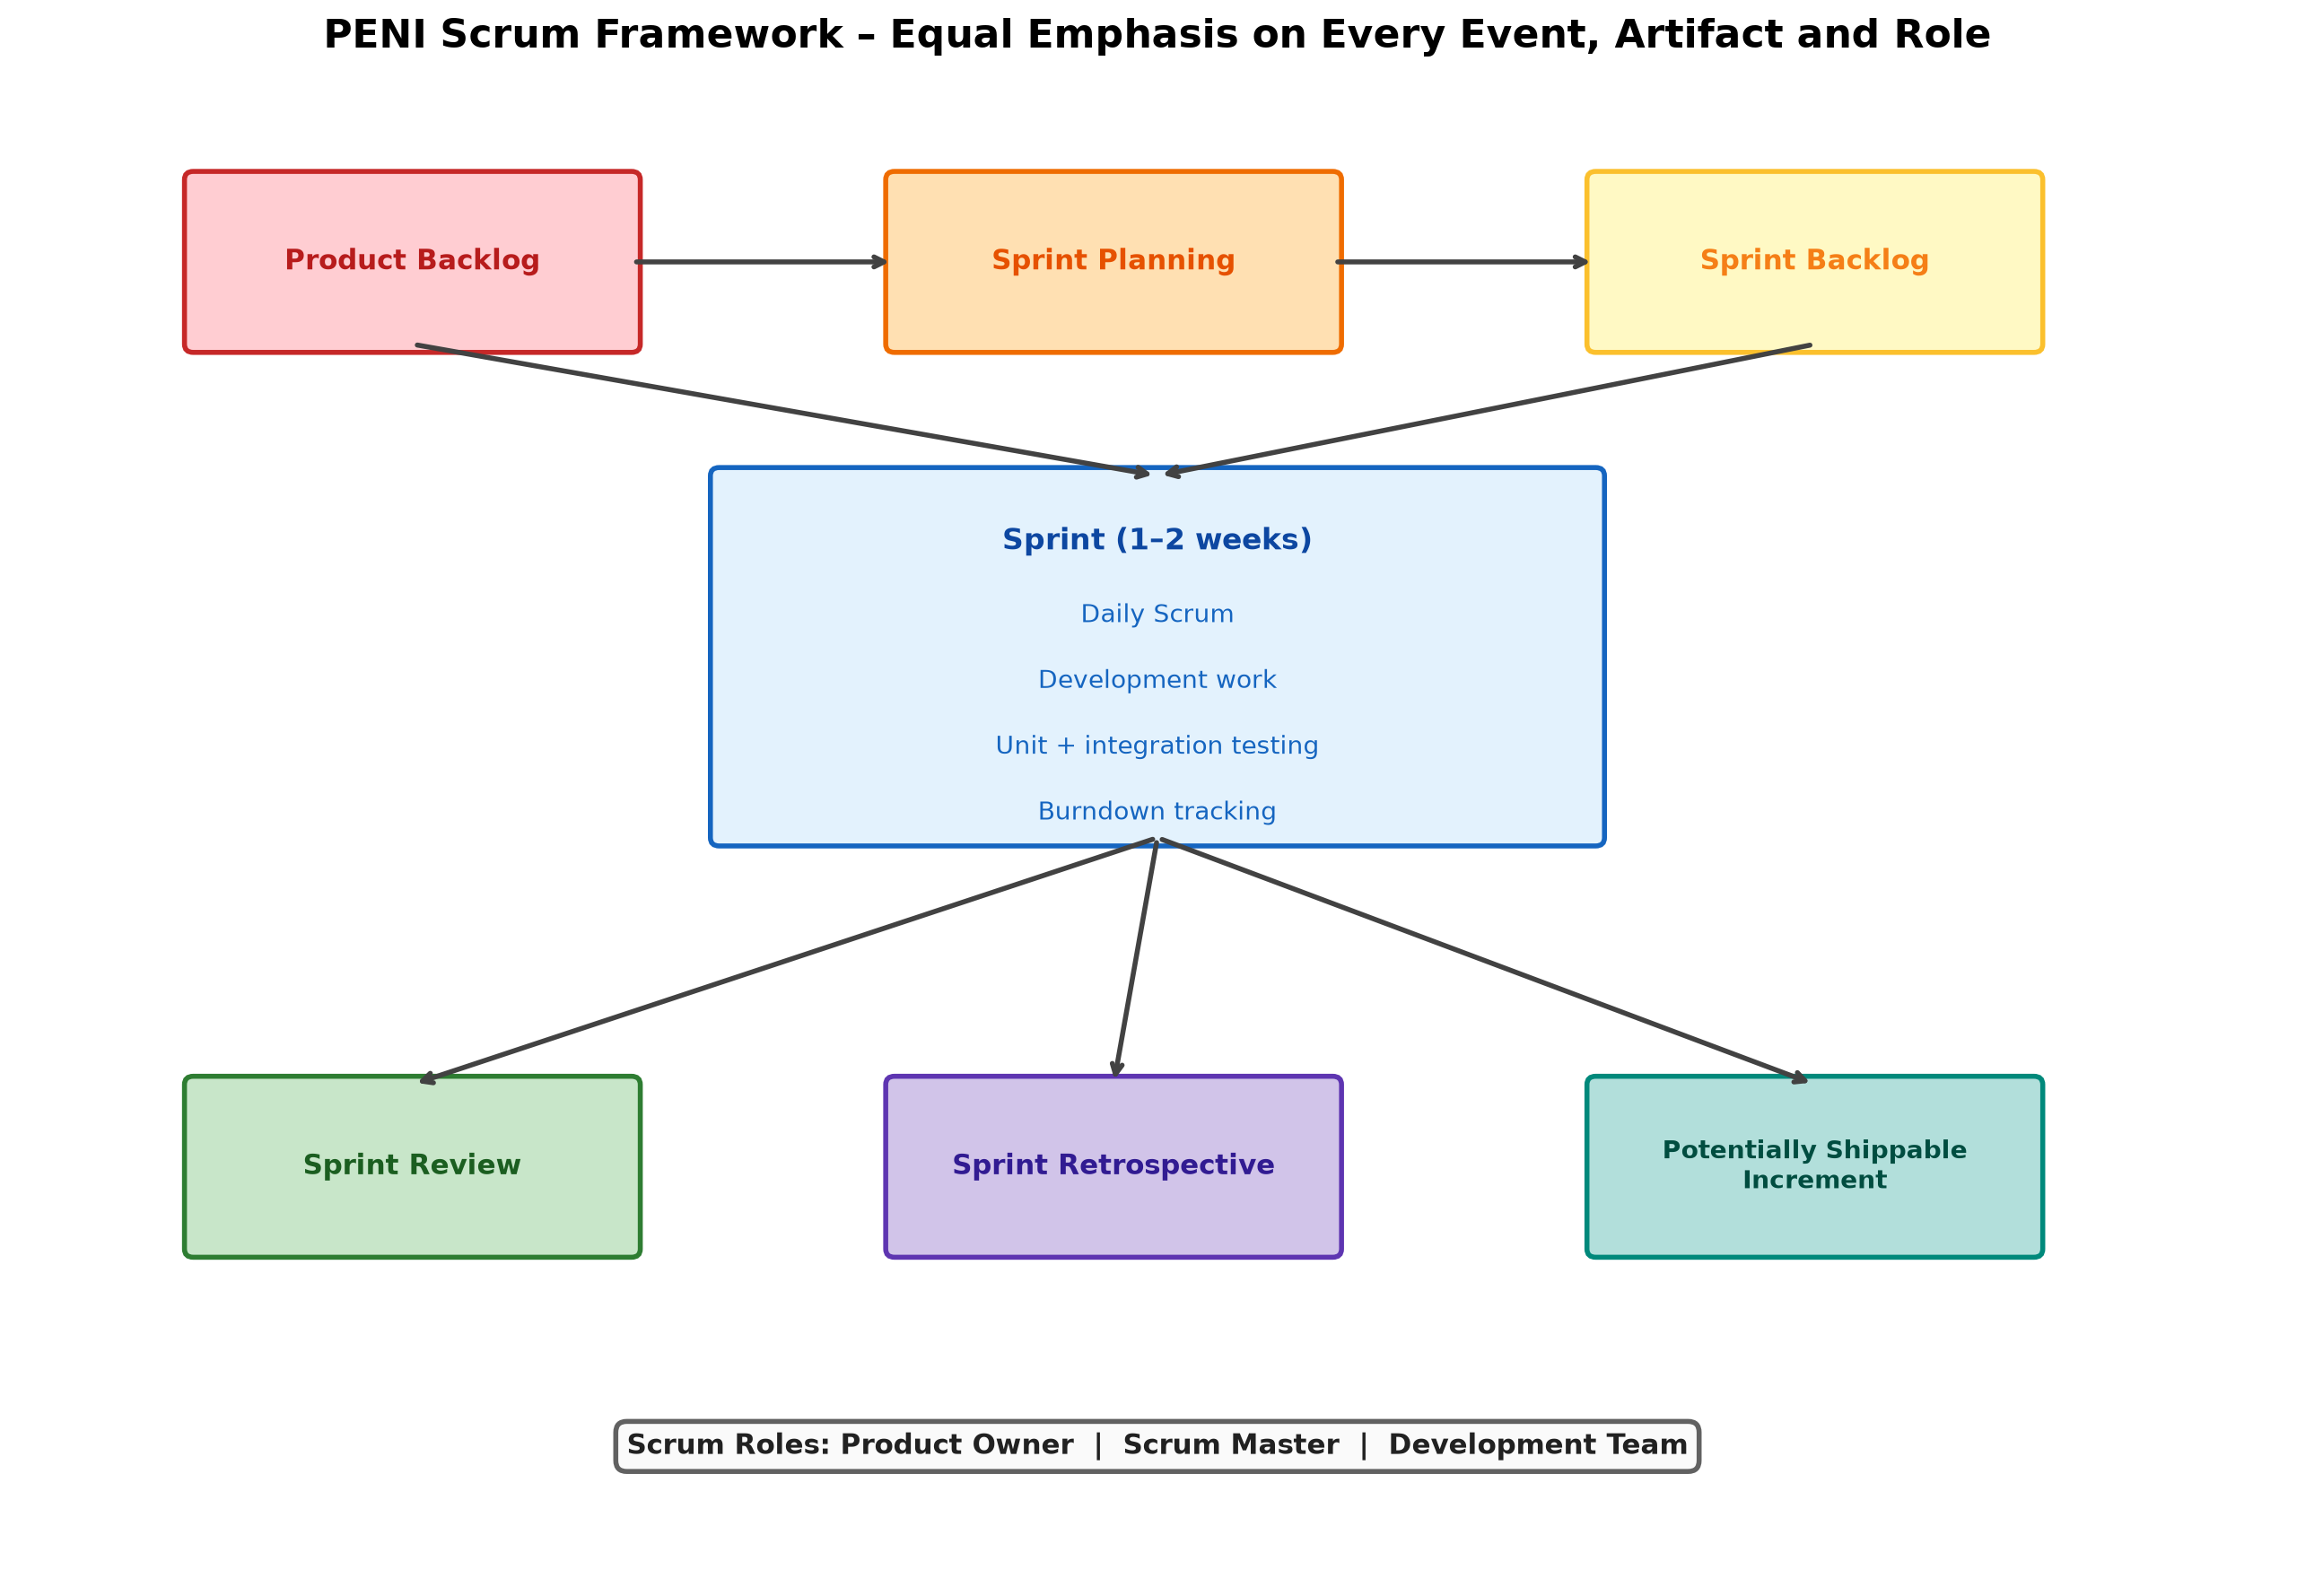 PENI Scrum Framework – Equal Emphasis on Every Event, Artifact and Role
Product Backlog
Sprint Planning
Sprint Backlog
Sprint (1–2 weeks)
Daily Scrum
Development work
Unit + integration testing
Burndown tracking
Sprint Review
Sprint Retrospective
Potentially Shippable
Increment
Scrum Roles: Product Owner | Scrum Master | Development Team